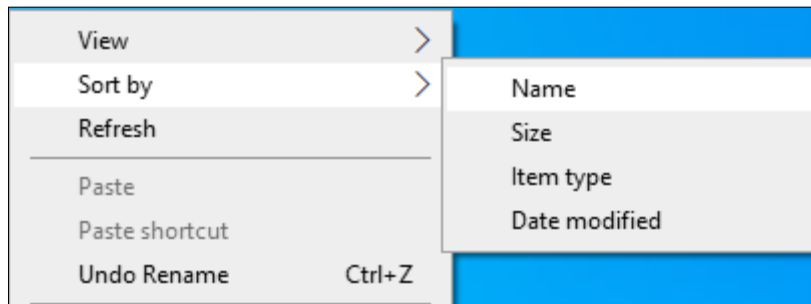 View
Sort by
Refresh
Paste
Paste shortcut
Undo Rename Ctrl+Z
Name
Size
Item type
Date modified